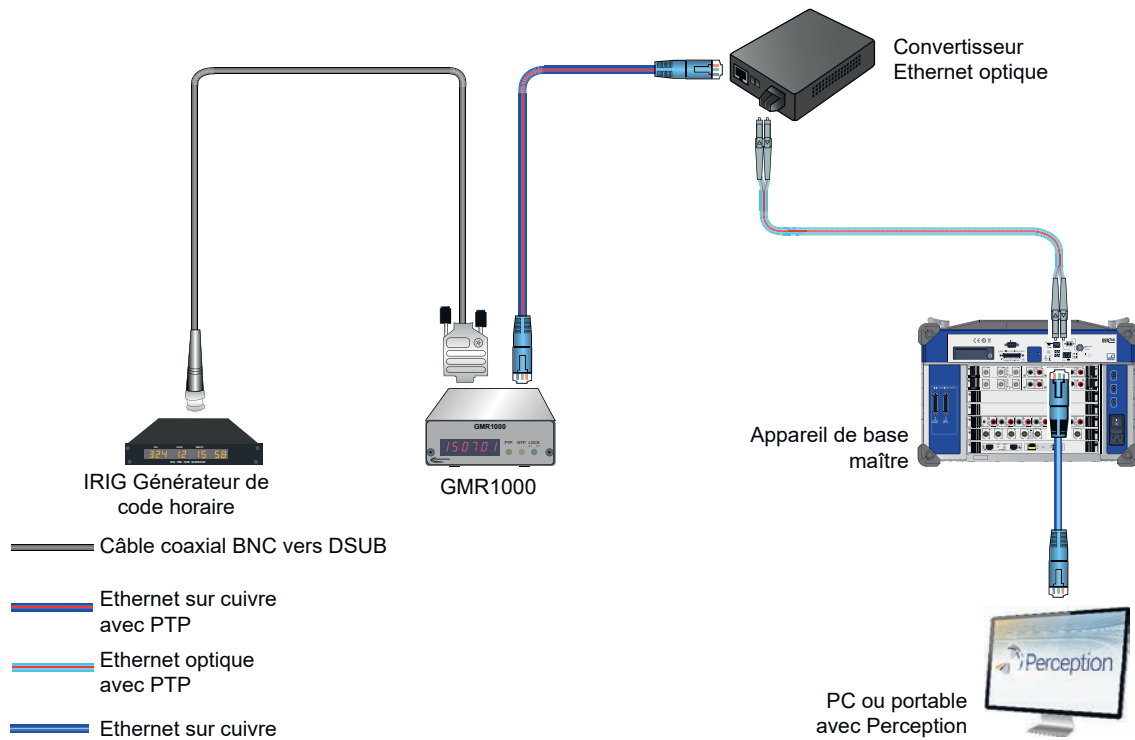 Convertisseur
Ethernet optique
Appareil de base
maître
324 12 15 58
IRIG Générateur de
code horaire
GMR1000
150701
PTP NTP LOCK
GMR1000
Câble coaxial BNC vers DSUB
Ethernet sur cuivre
avec PTP
Ethernet optique
avec PTP
Ethernet sur cuivre
Perception
PC ou portable
avec Perception